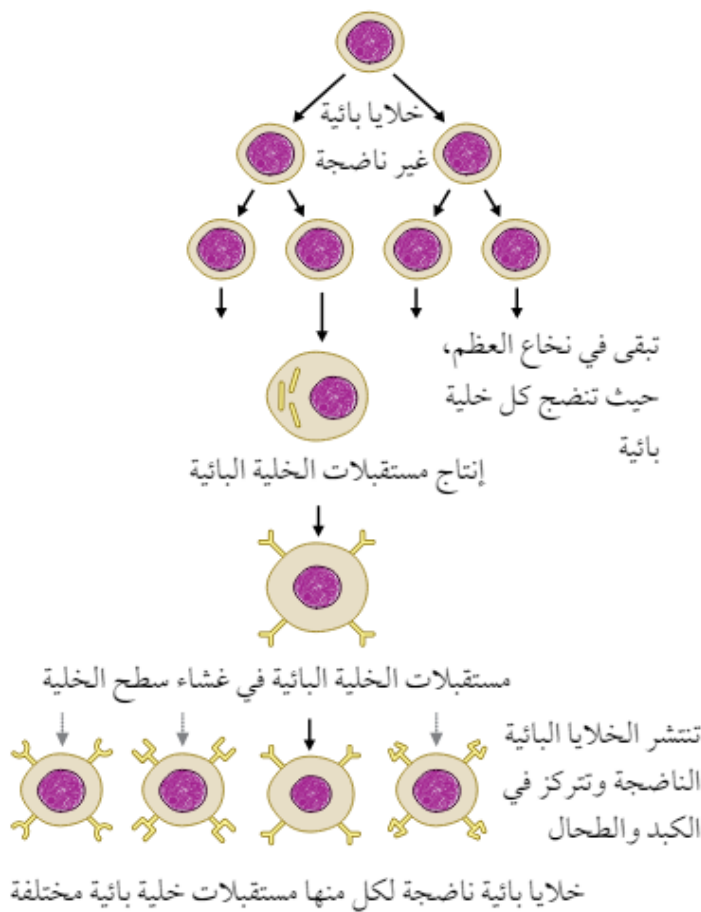 خلايا بائية
غير ناضجة
تبقى في نخاع العظم،
حيث تنضج كل خلية
بائية
إنتاج مستقبلات الخلية البائية
مستقبلات الخلية البائية في غشاء سطح الخلية
تنتشر الخلايا البائية
الناضجة وتتركز في
الكبد والطحال
خلايا بائية ناضجة لكل منها مستقبلات خلية بائية مختلفة